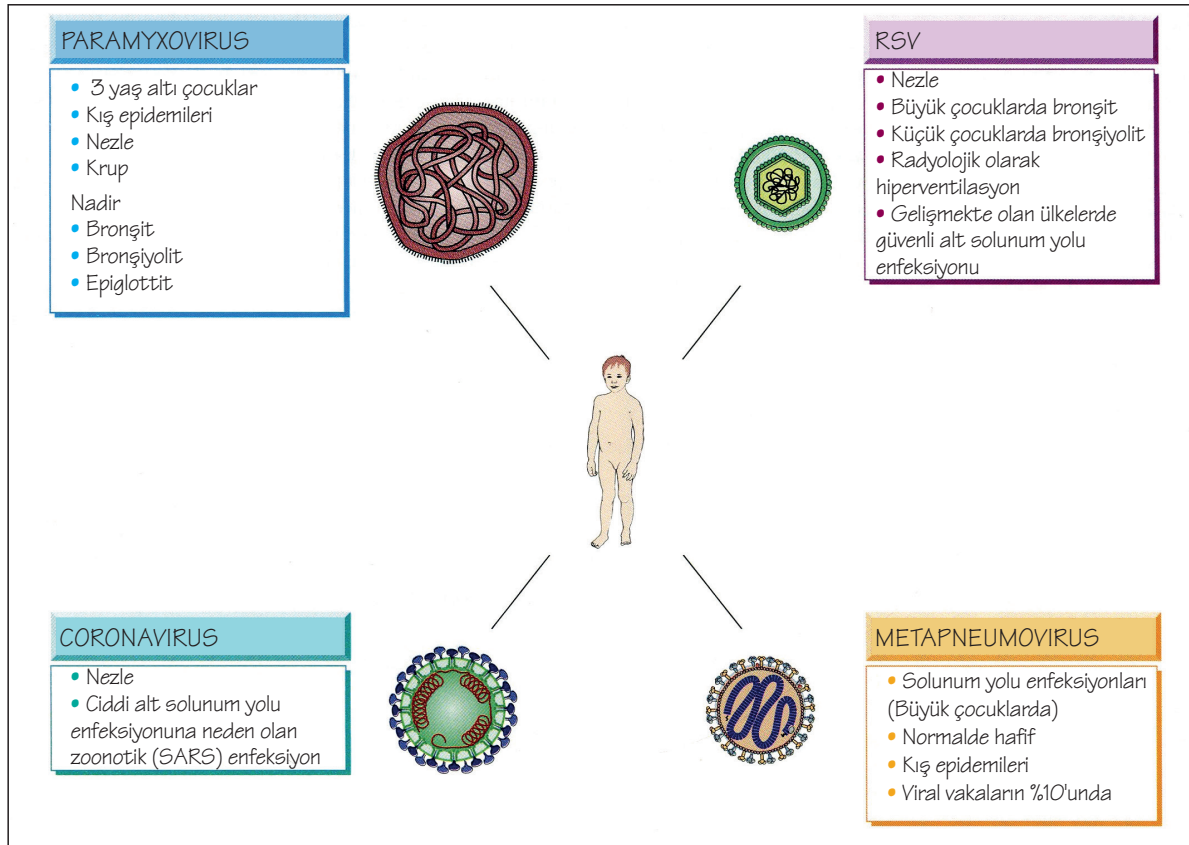 PARAMYXOVIRUS
• 3 yaş altı çocuklar
• Kış epidemileri
• Nezle
• Krup
Nadir
• Bronşit
• Bronşiyolit
• Epiglottit
RSV
• Nezle
• Büyük çocuklarda bronşit
• Küçük çocuklarda bronşiyolit
• Radyolojik olarak
hiperventilasyon
• Gelişmekte olan ülkelerde
güvenli alt solunum yolu
enfeksiyonu
CORONAVIRUS
• Nezle
• Ciddi alt solunum yolu
enfeksiyonuna neden olan
zoonotik (SARS) enfeksiyon
METAPNEUMOVIRUS
• Solunum yolu enfeksiyonları
(Büyük çocuklarda)
• Normalde hafif
• Kış epidemileri
• Viral vakaların %10'unda